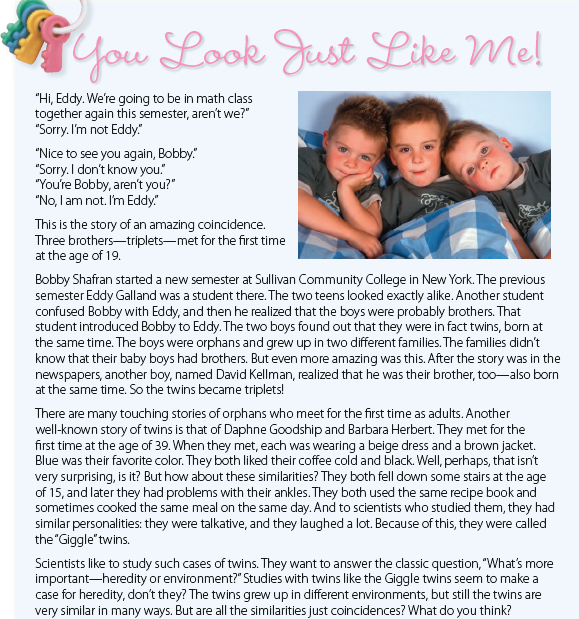 You Look Just Like Me!
“Hi, Eddy. We’re going to be in math class
together again this semester, aren’t we?”
“Sorry. I’m not Eddy.”
“Nice to see you again, Bobby.”
“Sorry. I don’t know you.”
“You’re Bobby, aren’t you?”
“No, I am not. I’m Eddy.”
This is the story of an amazing coincidence.
Three brothers—triplets—met for the first time
at the age of 19.
Bobby Shafran started a new semester at Sullivan Community College in New York. The previous
semester Eddy Galland was a student there. The two teens looked exactly alike. Another student
confused Bobby with Eddy, and then he realized that the boys were probably brothers. That
student introduced Bobby to Eddy. The two boys found out that they were in fact twins, born at
the same time. The boys were orphans and grew up in two different families. The families didn’t
know that their baby boys had brothers. But even more amazing was this. After the story was in the
newspapers, another boy, named David Kellman, realized that he was their brother, too—also born
at the same time. So the twins became triplets!
There are many touching stories of orphans who meet for the first time as adults. Another
well-known story of twins is that of Daphne Goodship and Barbara Herbert. They met for the
first time at the age of 39. When they met, each was wearing a beige dress and a brown jacket.
Blue was their favorite color. They both liked their coffee cold and black. Well, perhaps, that isn’t
very surprising, is it? But how about these similarities? They both fell down some stairs at the age
of 15, and later they had problems with their ankles. They both used the same recipe book and
sometimes cooked the same meal on the same day. And to scientists who studied them, they had
similar personalities: they were talkative, and they laughed a lot. Because of this, they were called
the “Giggle” twins.
Scientists like to study such cases of twins. They want to answer the classic question, “What’s more
important—heredity or environment?” Studies with twins like the Giggle twins seem to make a
case for heredity, don’t they? The twins grew up in different environments, but still the twins are
very similar in many ways. But are all the similarities just coincidences? What do you think?